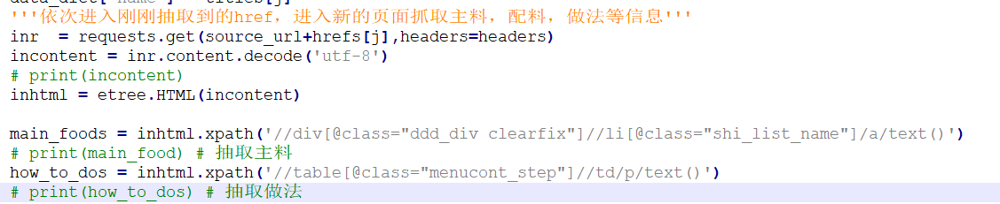 '''依次进入刚刚抽取到的href，进入新的页面抓取主料，配料，做法等信息'''
inr  = requests.get(source_url+hrefs[j],headers=headers)
incontent = inr.content.decode('utf-8')
# print(incontent)
inhtml = etree.HTML(incontent)
main_foods = inhtml.xpath('//div[@class="ddd_div clearfix"]//li[@class="shi_list_name"]/a/text()')
# print(main_food) # 抽取主料
how_to_dos = inhtml.xpath('//table[@class="menucont_step"]//td/p/text()')
# print(how_to_dos) # 抽取做法